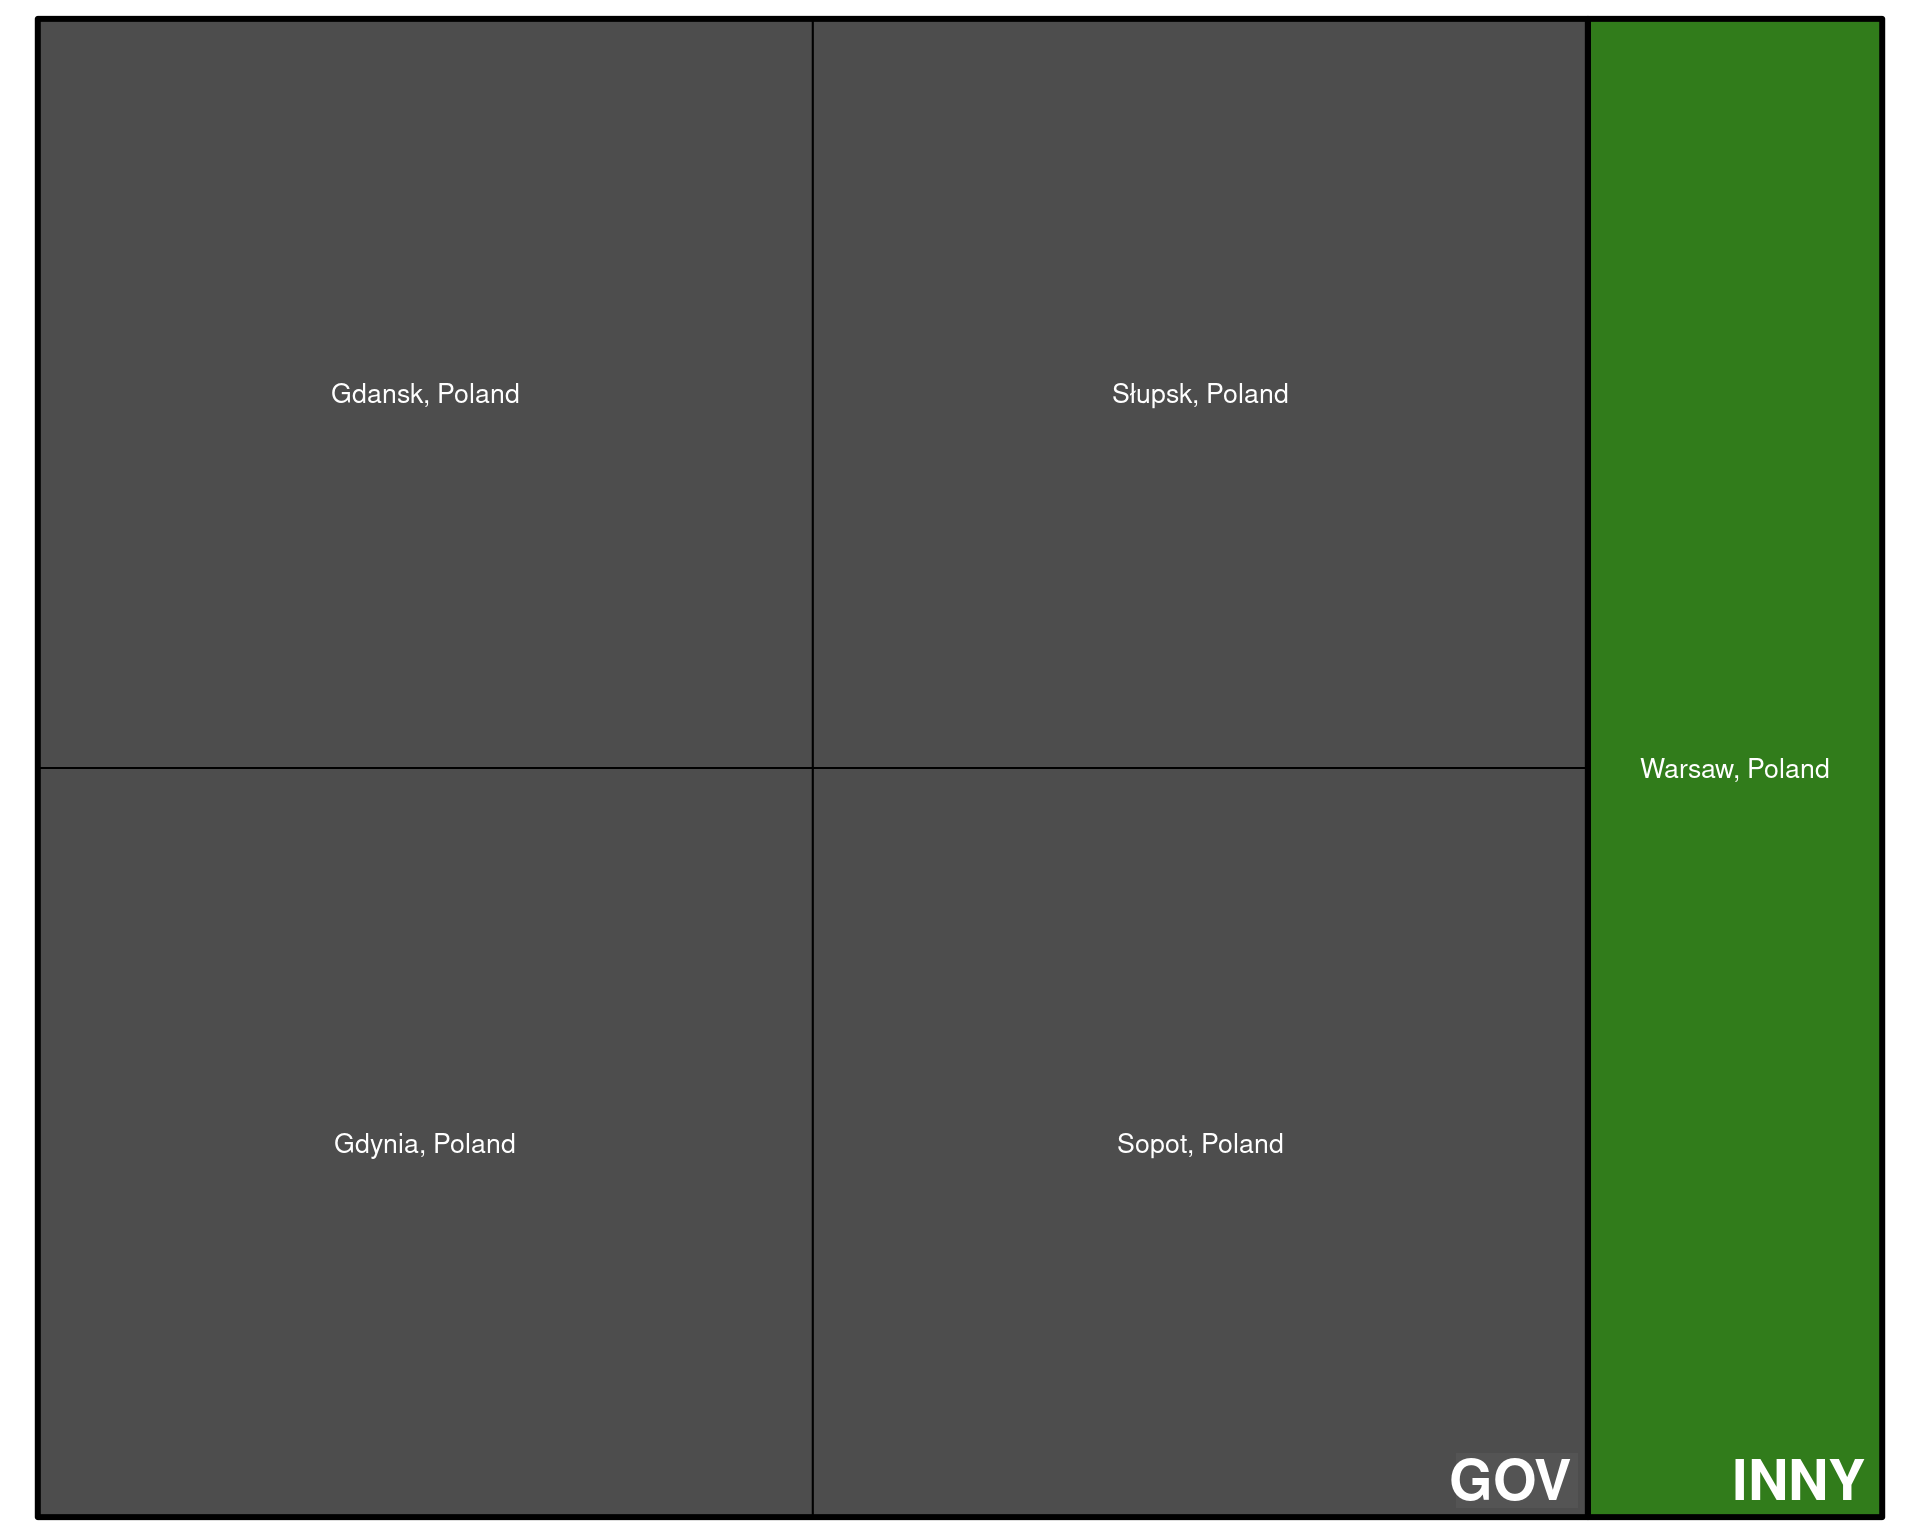 Gdansk, Poland
Słupsk, Poland
Warsaw, Poland
Gdynia, Poland
Sopot, Poland
GOV
INNY